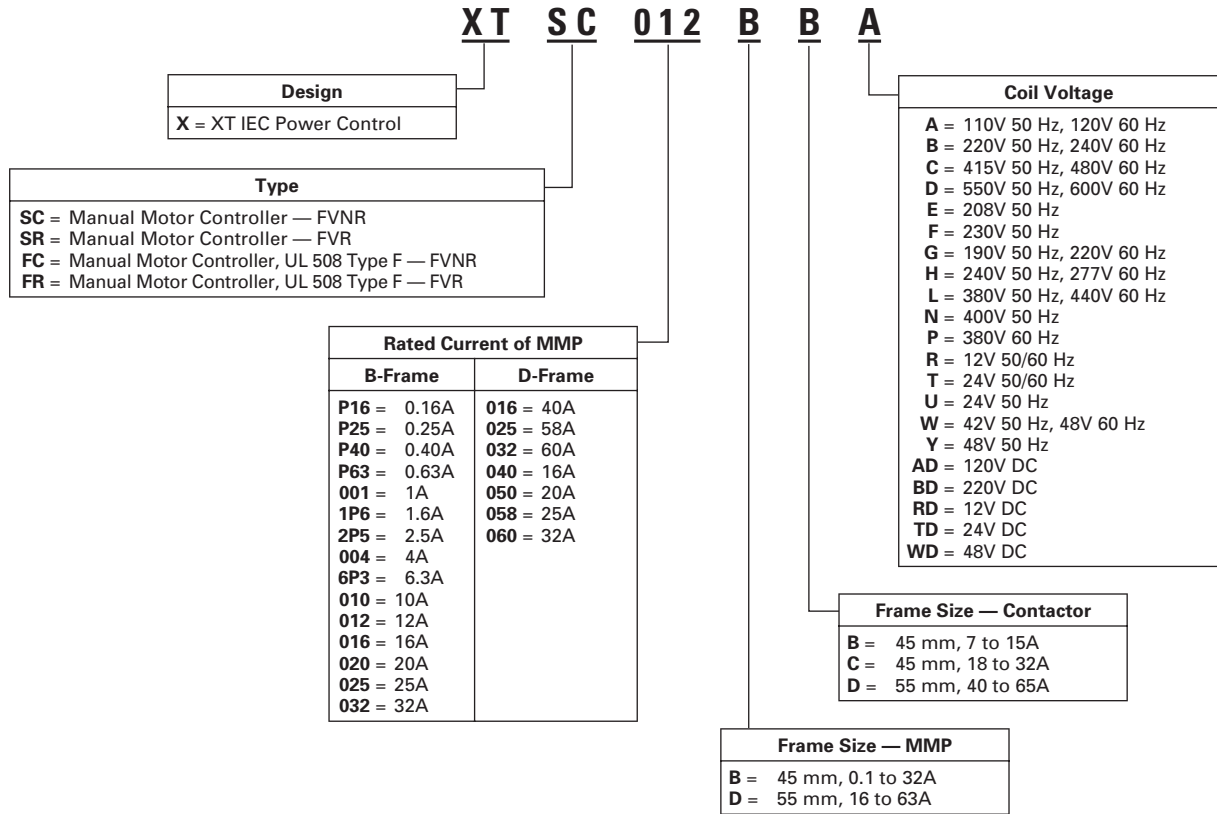 XT SC 012 B B A
Design
X = XT IEC Power Control
Type
SC = Manual Motor Controller — FVNR
SR = Manual Motor Controller — FVR
FC = Manual Motor Controller, UL 508 Type F — FVNR
FR = Manual Motor Controller, UL 508 Type F — FVR
Rated Current of MMP
B-Frame
P16 = 0.16A
P25 = 0.25A
P40 = 0.40A
P63 = 0.63A
001 = 1A
1P6 = 1.6A
2P5 = 2.5A
004 = 4A
6P3 = 6.3A
010 = 10A
012 = 12A
016 = 16A
020 = 20A
025 = 25A
032 = 32A
D-Frame
016 = 40A
025 = 58A
032 = 60A
040 = 16A
050 = 20A
058 = 25A
060 = 32A
Frame Size — MMP
B = 45 mm, 0.1 to 32A
D = 55 mm, 16 to 63A
Frame Size — Contactor
B = 45 mm, 7 to 15A
C = 45 mm, 18 to 32A
D = 55 mm, 40 to 65A
Coil Voltage
A = 110V 50 Hz, 120V 60 Hz
B = 220V 50 Hz, 240V 60 Hz
C = 415V 50 Hz, 480V 60 Hz
D = 550V 50 Hz, 600V 60 Hz
E = 208V 50 Hz
F = 230V 50 Hz
G = 190V 50 Hz, 220V 60 Hz
H = 240V 50 Hz, 277V 60 Hz
L = 380V 50 Hz, 440V 60 Hz
N = 400V 50 Hz
P = 380V 60 Hz
R = 12V 50/60 Hz
T = 24V 50/60 Hz
U = 24V 50 Hz
W = 42V 50 Hz, 48V 60 Hz
Y = 48V 50 Hz
AD = 120V DC
BD = 220V DC
RD = 12V DC
TD = 24V DC
WD = 48V DC